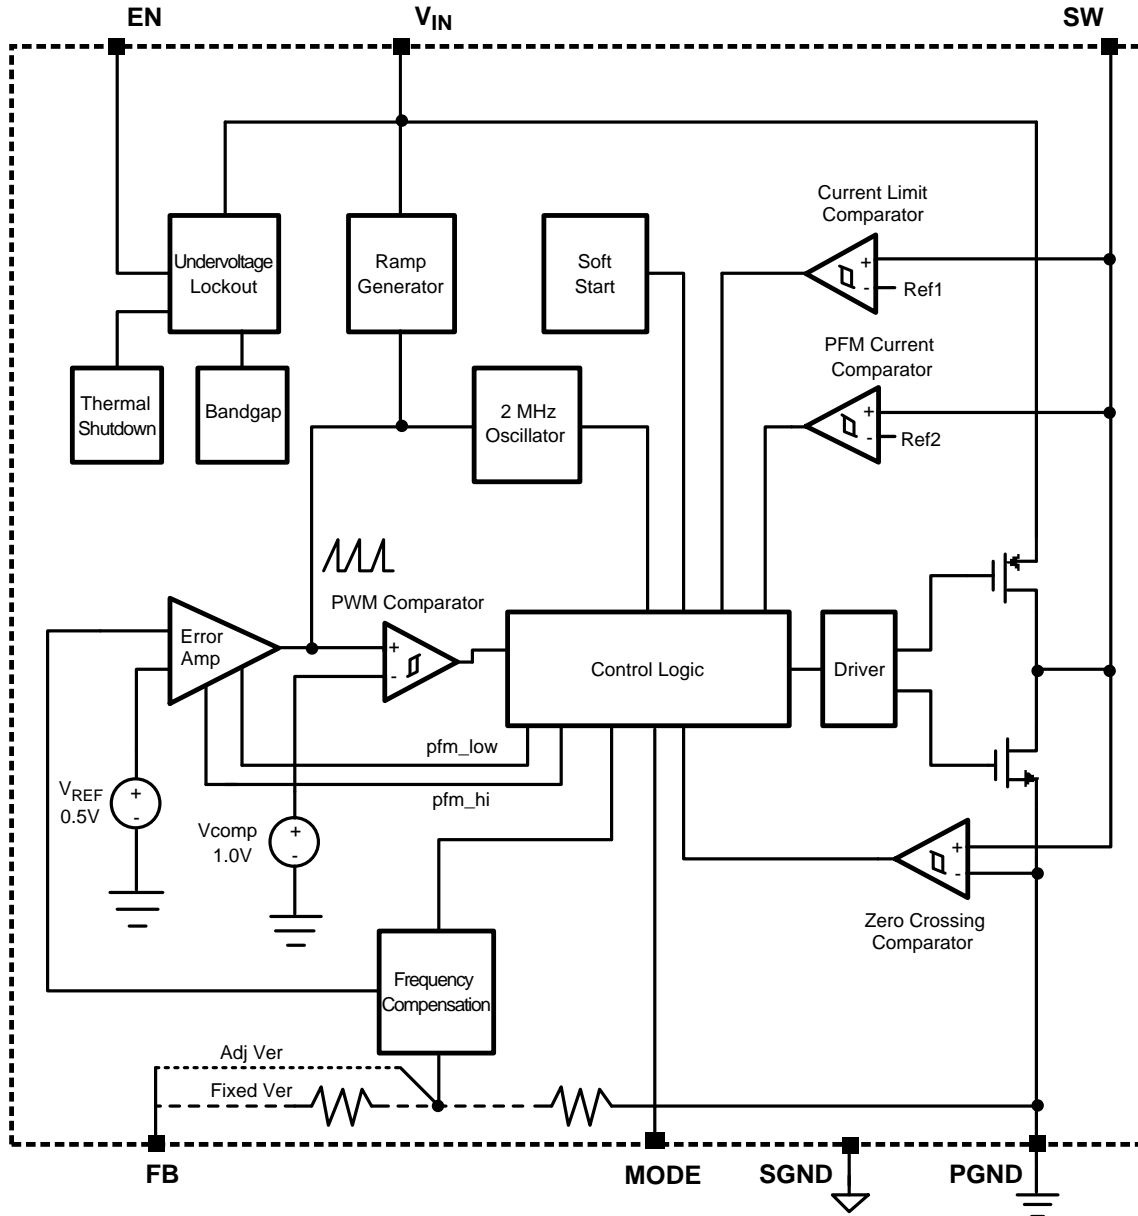 EN
VIN
SW
Current Limit
Comparator
+
-
Ref1
Undervoltage
Lockout
Ramp
Generator
Soft
Start
PFM Current
Comparator
+
-
Ref2
Thermal
Shutdown
Bandgap
2 MHz
Oscillator
PWM Comparator
Error
Amp
+
-
Control Logic
Driver
pfm_low
pfm_hi
VREF
0.5V
+
-
Vcomp
1.0V
+
-
+
-
Zero Crossing
Comparator
Frequency
Compensation
Adj Ver
Fixed Ver
FB
MODE
SGND
PGND